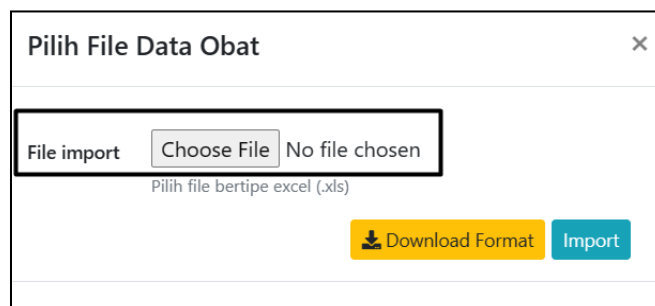 Pilih File Data Obat ×
File import Choose File No file chosen
Pilih file bertipe excel (.xls)
Download Format Import